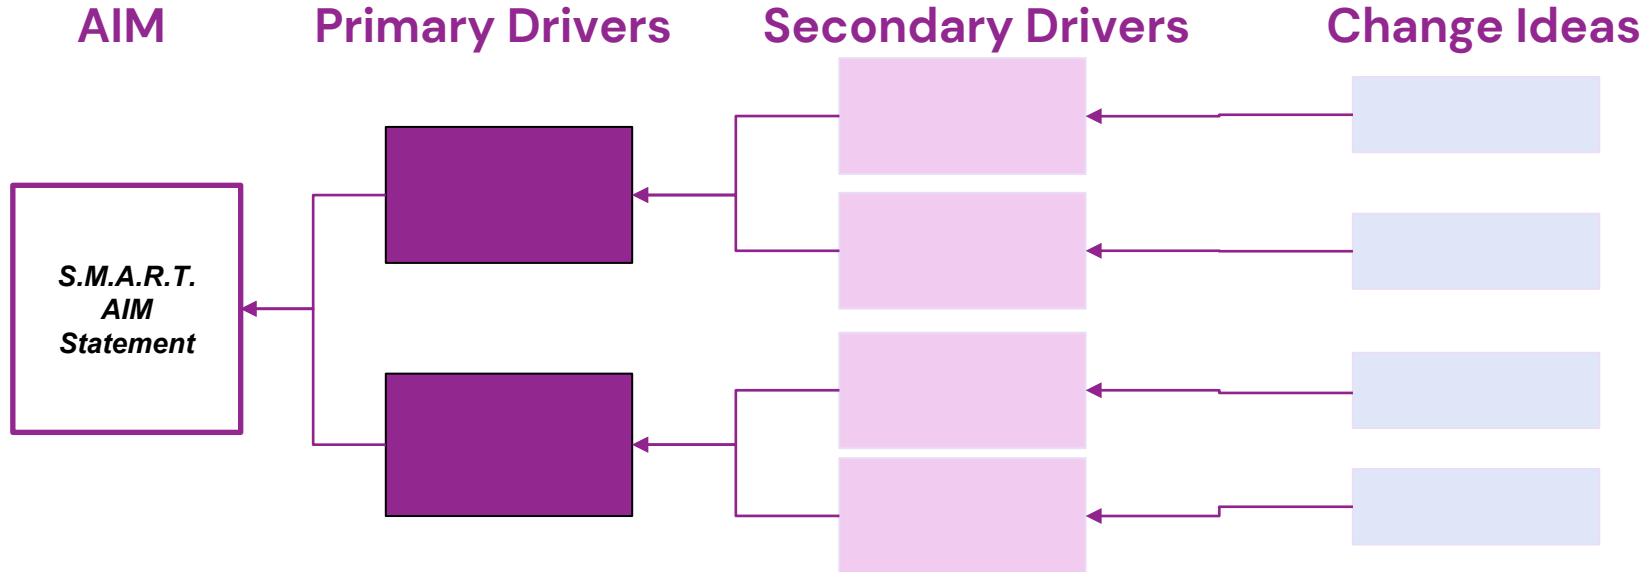 AIM
Primary Drivers
Secondary Drivers
Change Ideas
S.M.A.R.T.
AIM
Statement